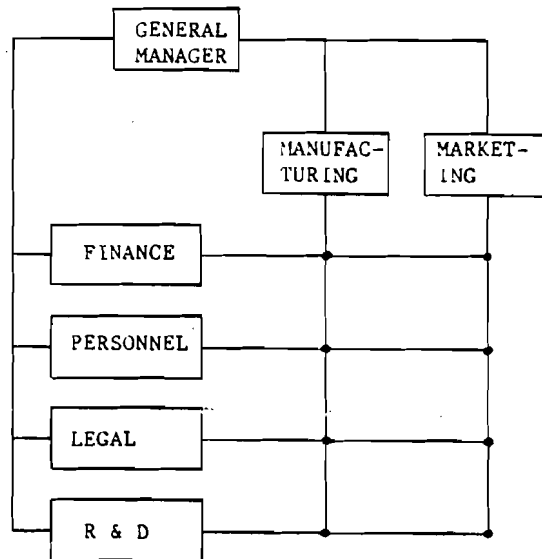 GENERAL
MANAGER
MANUFAC-
TURING
MARKET-
ING
FINANCE
PERSONNEL
LEGAL
R & D